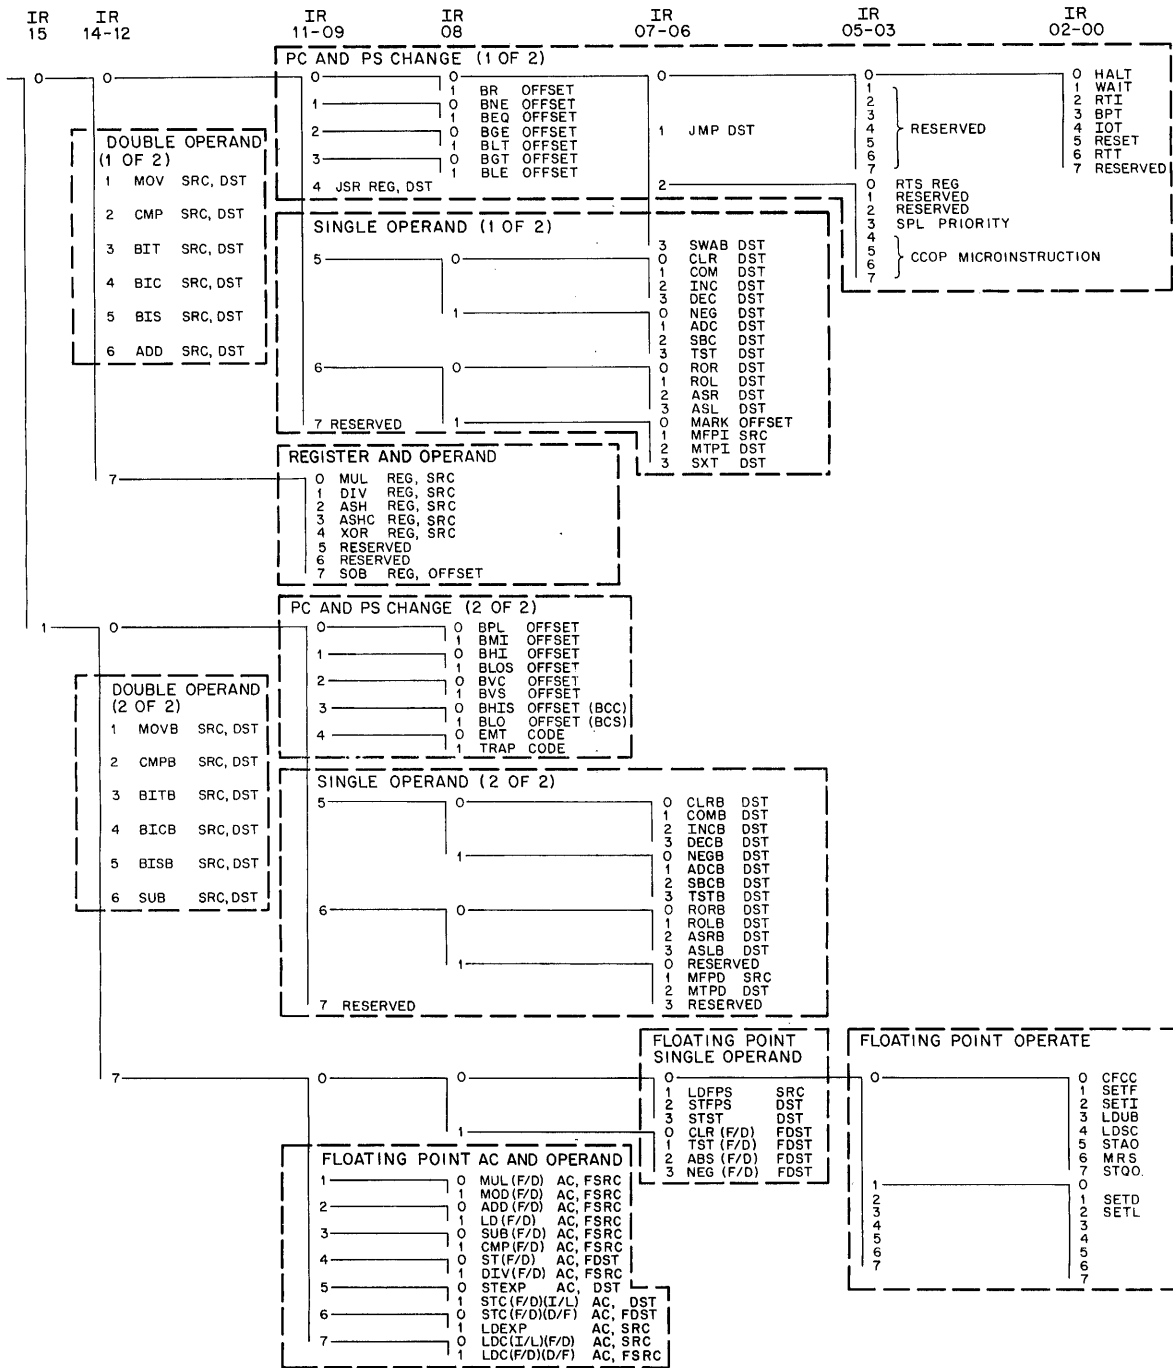 IR 15
IR 14-12
IR 11-09
IR 08
IR 07-06
IR 05-03
IR 02-00
PC AND PS CHANGE (1 OF 2)
0 0 0 0 0 0 0 HALT
1 BR OFFSET
1 0 BNE OFFSET
1 BEQ OFFSET
2 0 BGE OFFSET
1 BLT OFFSET
3 0 BGT OFFSET
1 BLE OFFSET
4 JSR REG, DST
1 JMP DST
1
2
3
4
5
6
7
RESERVED
1 WAIT
2 RTI
3 BPT
4 IOT
5 RESET
6 RTT
7 RESERVED
2 0 RTS REG
1 RESERVED
2 RESERVED
3 SPL PRIORITY
4
5
6
7
CCOP MICROINSTRUCTION
DOUBLE OPERAND
(1 OF 2)
1 MOV SRC, DST
2 CMP SRC, DST
3 BIT SRC, DST
4 BIC SRC, DST
5 BIS SRC, DST
6 ADD SRC, DST
SINGLE OPERAND (1 OF 2)
3 SWAB DST
5 0 0 CLR DST
1 COM DST
2 INC DST
3 DEC DST
1 0 NEG DST
1 ADC DST
2 SBC DST
3 TST DST
6 0 0 ROR DST
1 ROL DST
2 ASR DST
3 ASL DST
7 RESERVED 1 0 MARK OFFSET
1 MFPI SRC
2 MTPI DST
3 SXT DST
REGISTER AND OPERAND
7 0 MUL REG, SRC
1 DIV REG, SRC
2 ASH REG, SRC
3 ASHC REG, SRC
4 XOR REG, SRC
5 RESERVED
6 RESERVED
7 SOB REG, OFFSET
PC AND PS CHANGE (2 OF 2)
1 0 0 0 BPL OFFSET
1 BMI OFFSET
1 0 BHI OFFSET
1 BLOS OFFSET
2 0 BVC OFFSET
1 BVS OFFSET
3 0 BHIS OFFSET (BCC)
1 BLO OFFSET (BCS)
4 0 EMT CODE
1 TRAP CODE
DOUBLE OPERAND
(2 OF 2)
1 MOVB SRC, DST
2 CMPB SRC, DST
3 BITB SRC, DST
4 BICB SRC, DST
5 BISB SRC, DST
6 SUB SRC, DST
SINGLE OPERAND (2 OF 2)
5 0 0 CLRB DST
1 COMB DST
2 INCB DST
3 DECB DST
1 0 NEGB DST
1 ADCB DST
2 SBCB DST
3 TSTB DST
6 0 0 RORB DST
1 ROLB DST
2 ASRB DST
3 ASLB DST
1 0 RESERVED
1 MFPD SRC
2 MTPD DST
7 RESERVED 3 RESERVED
FLOATING POINT
SINGLE OPERAND
7 0 0 0
1 LDFPS SRC
2 STFPS DST
3 STST DST
1 0 CLR (F/D) FDST
1 TST (F/D) FDST
2 ABS (F/D) FDST
3 NEG (F/D) FDST
FLOATING POINT OPERATE
0 0 CFCC
1 SETF
2 SETI
3 LDUB
4 LDSC
5 STAO
6 MRS
7 STQO.
1 0
2 1 SETD
3 2 SETL
4 3
5 4
6 5
7 6
7
FLOATING POINT AC AND OPERAND
1 0 MUL (F/D) AC, FSRC
1 MOD (F/D) AC, FSRC
2 0 ADD (F/D) AC, FSRC
1 LD (F/D) AC, FSRC
3 0 SUB (F/D) AC, FSRC
1 CMP (F/D) AC, FSRC
4 0 ST (F/D) AC, FDST
1 DIV (F/D) AC, FSRC
5 0 STEXP AC, DST
1 STC (F/D)(I/L) AC, DST
6 0 STC (F/D)(D/F) AC, FDST
1 LDEXP AC, SRC
7 0 LDC (I/L)(F/D) AC, SRC
1 LDC (F/D)(D/F) AC, FSRC